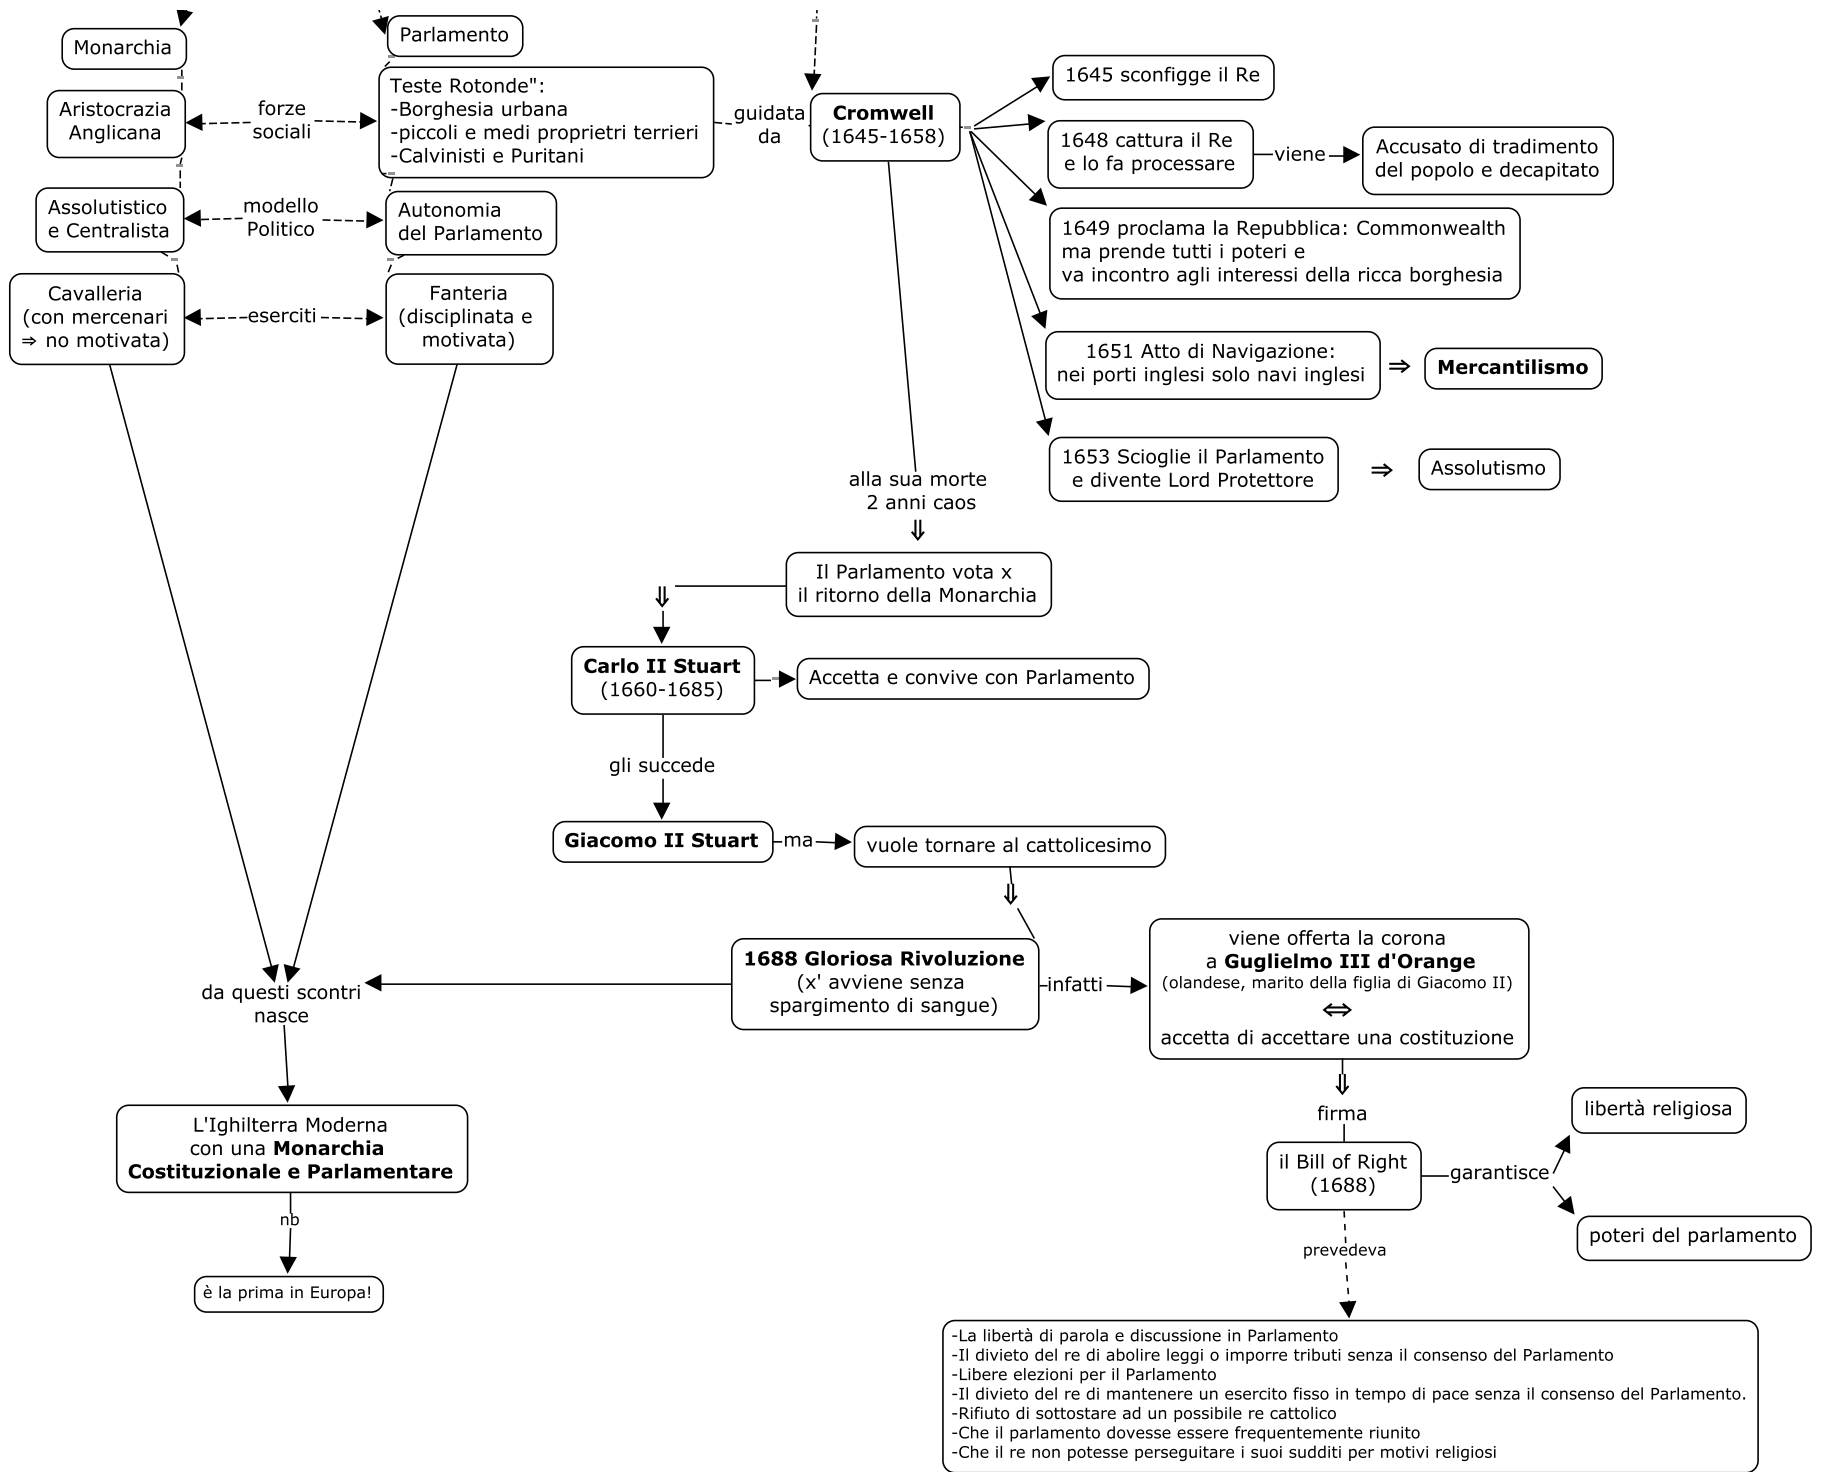 Monarchia
Parlamento
Aristocrazia
Anglicana
forze
sociali
Teste Rotonde":
-Borghesia urbana
-piccoli e medi proprietri terrieri
-Calvinisti e Puritani
guidata
da
Cromwell
(1645-1658)
1645 sconfigge il Re
1648 cattura il Re
e lo fa processare
viene
Accusato di tradimento
del popolo e decapitato
1649 proclama la Repubblica: Commonwealth
ma prende tutti i poteri e
va incontro agli interessi della ricca borghesia
1651 Atto di Navigazione:
nei porti inglesi solo navi inglesi
⇒
Mercantilismo
1653 Scioglie il Parlamento
e divente Lord Protettore
⇒
Assolutismo
Assolutistico
e Centralista
modello
Politico
Autonomia
del Parlamento
Cavalleria
(con mercenari
⇒ no motivata)
eserciti
Fanteria
(disciplinata e
motivata)
alla sua morte
2 anni caos
⇓
Il Parlamento vota x
il ritorno della Monarchia
⇓
Carlo II Stuart
(1660-1685)
Accetta e convive con Parlamento
gli succede
Giacomo II Stuart
ma
vuole tornare al cattolicesimo
⇓
1688 Gloriosa Rivoluzione
(x' avviene senza
spargimento di sangue)
infatti
viene offerta la corona
a Guglielmo III d'Orange
(olandese, marito della figlia di Giacomo II)
⇔
accetta di accettare una costituzione
da questi scontri
nasce
L'Ighilterra Moderna
con una Monarchia
Costituzionale e Parlamentare
nb
è la prima in Europa!
⇓
firma
il Bill of Right
(1688)
garantisce
libertà religiosa
poteri del parlamento
prevedeva
-La libertà di parola e discussione in Parlamento
-Il divieto del re di abolire leggi o imporre tributi senza il consenso del Parlamento
-Libere elezioni per il Parlamento
-Il divieto del re di mantenere un esercito fisso in tempo di pace senza il consenso del Parlamento.
-Rifiuto di sottostare ad un possibile re cattolico
-Che il parlamento dovesse essere frequentemente riunito
-Che il re non potesse perseguitare i suoi sudditi per motivi religiosi